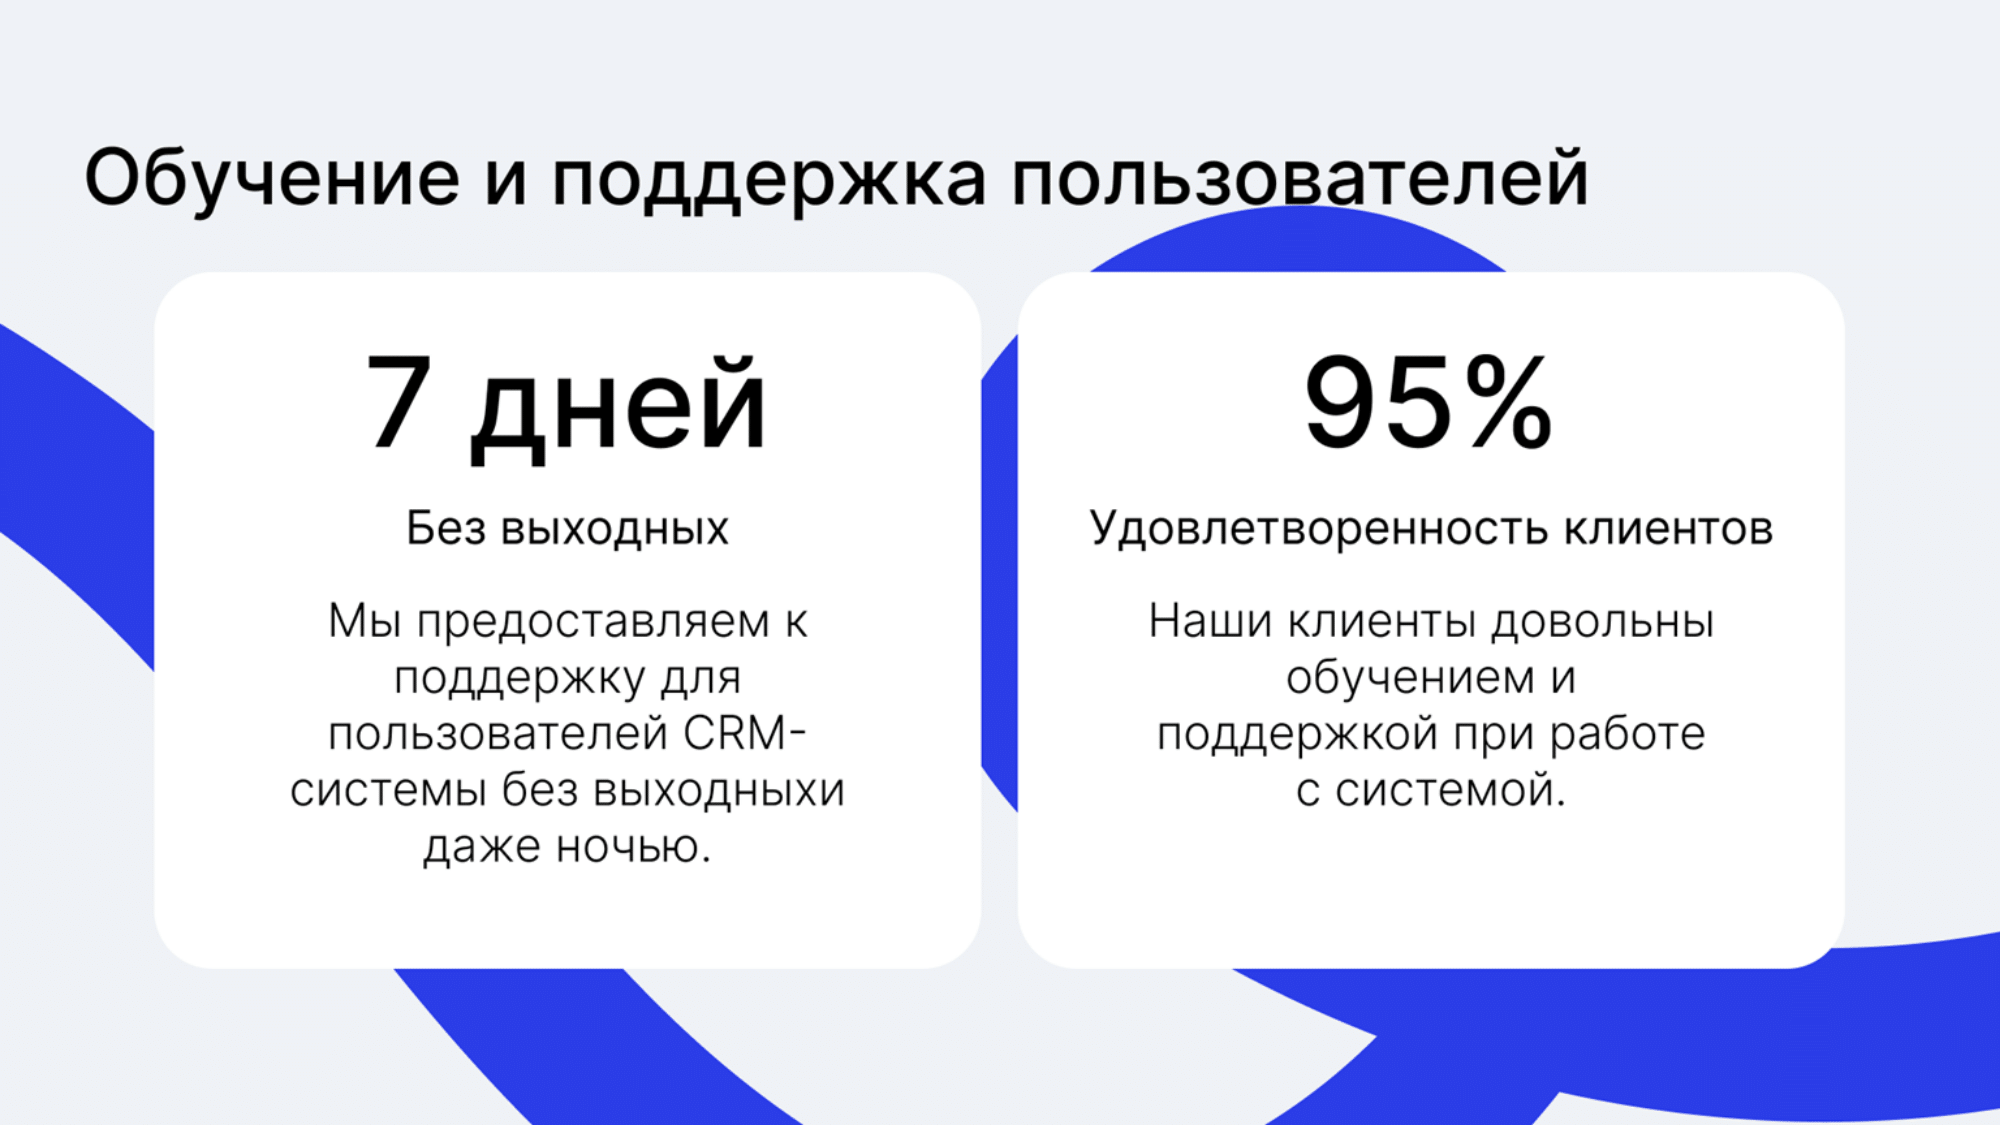 Обучение и поддержка пользователей
7 дней
Без выходных
Мы предоставляем к
поддержку для
пользователей CRM-
системы без выходныхи
даже ночью.
95%
Удовлетворенность клиентов
Наши клиенты довольны
обучением и
поддержкой при работе
с системой.